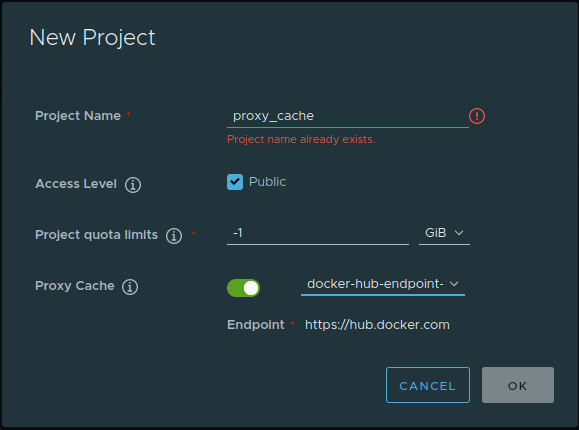 New Project
Project Name * proxy_cache
Project name already exists.
Access Level Public
Project quota limits * -1 GiB
Proxy Cache docker-hub-endpoint-
Endpoint * https://hub.docker.com
CANCEL OK